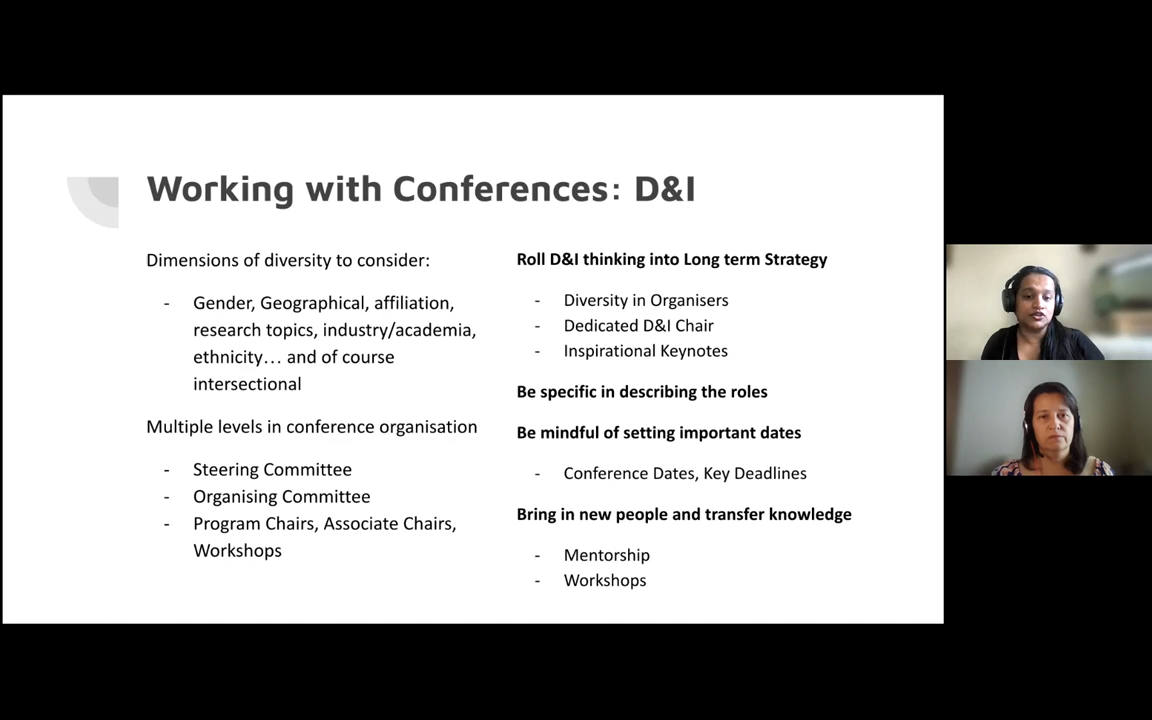 Working with Conferences: D&I
Dimensions of diversity to consider:
- Gender, Geographical, affiliation,
research topics, industry/academia,
ethnicity... and of course
intersectional
Multiple levels in conference organisation
- Steering Committee
- Organising Committee
- Program Chairs, Associate Chairs,
Workshops
Roll D&I thinking into Long term Strategy
- Diversity in Organisers
- Dedicated D&I Chair
- Inspirational Keynotes
Be specific in describing the roles
Be mindful of setting important dates
- Conference Dates, Key Deadlines
Bring in new people and transfer knowledge
- Mentorship
- Workshops